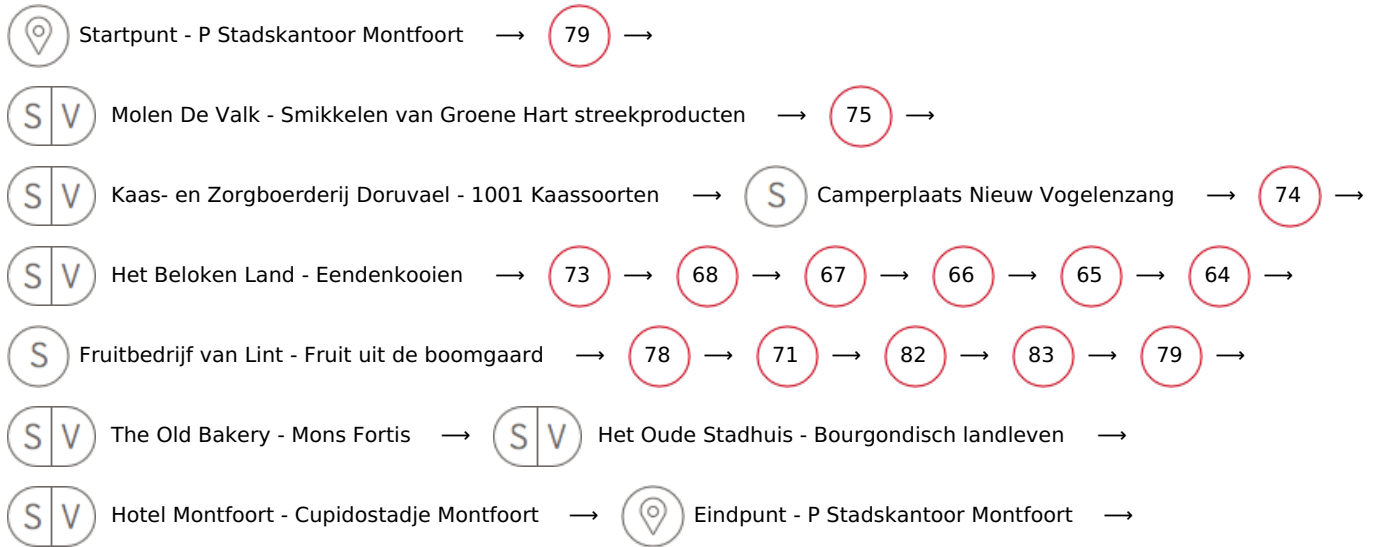 Startpunt - P Stadskantoor Montfoort → 79 →
S V Molen De Valk - Smikkelen van Groene Hart streekproducten → 75 →
S V Kaas- en Zorgboerderij Doruvael - 1001 Kaassoorten → S Camperplaats Nieuw Vogelenzang → 74 →
S V Het Beloken Land - Eendenkooien → 73 → 68 → 67 → 66 → 65 → 64 →
S Fruitbedrijf van Lint - Fruit uit de boomgaard → 78 → 71 → 82 → 83 → 79 →
S V The Old Bakery - Mons Fortis → S V Het Oude Stadhuis - Bourgondisch landleven →
S V Hotel Montfoort - Cupidostadje Montfoort → Eindpunt - P Stadskantoor Montfoort →